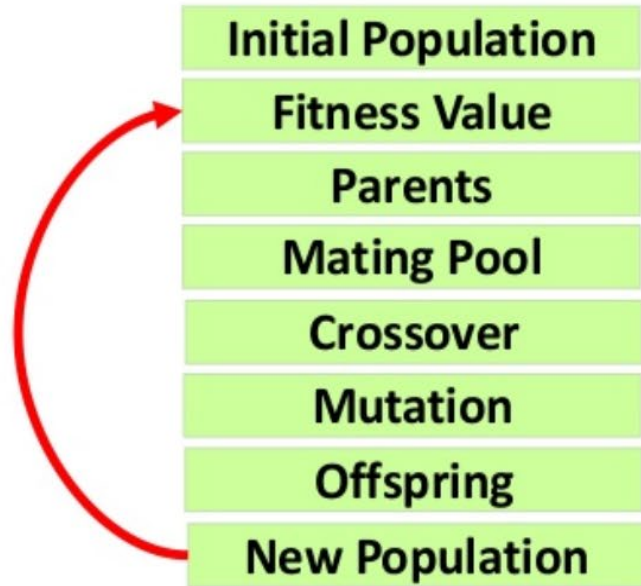 Initial Population
Fitness Value
Parents
Mating Pool
Crossover
Mutation
Offspring
New Population